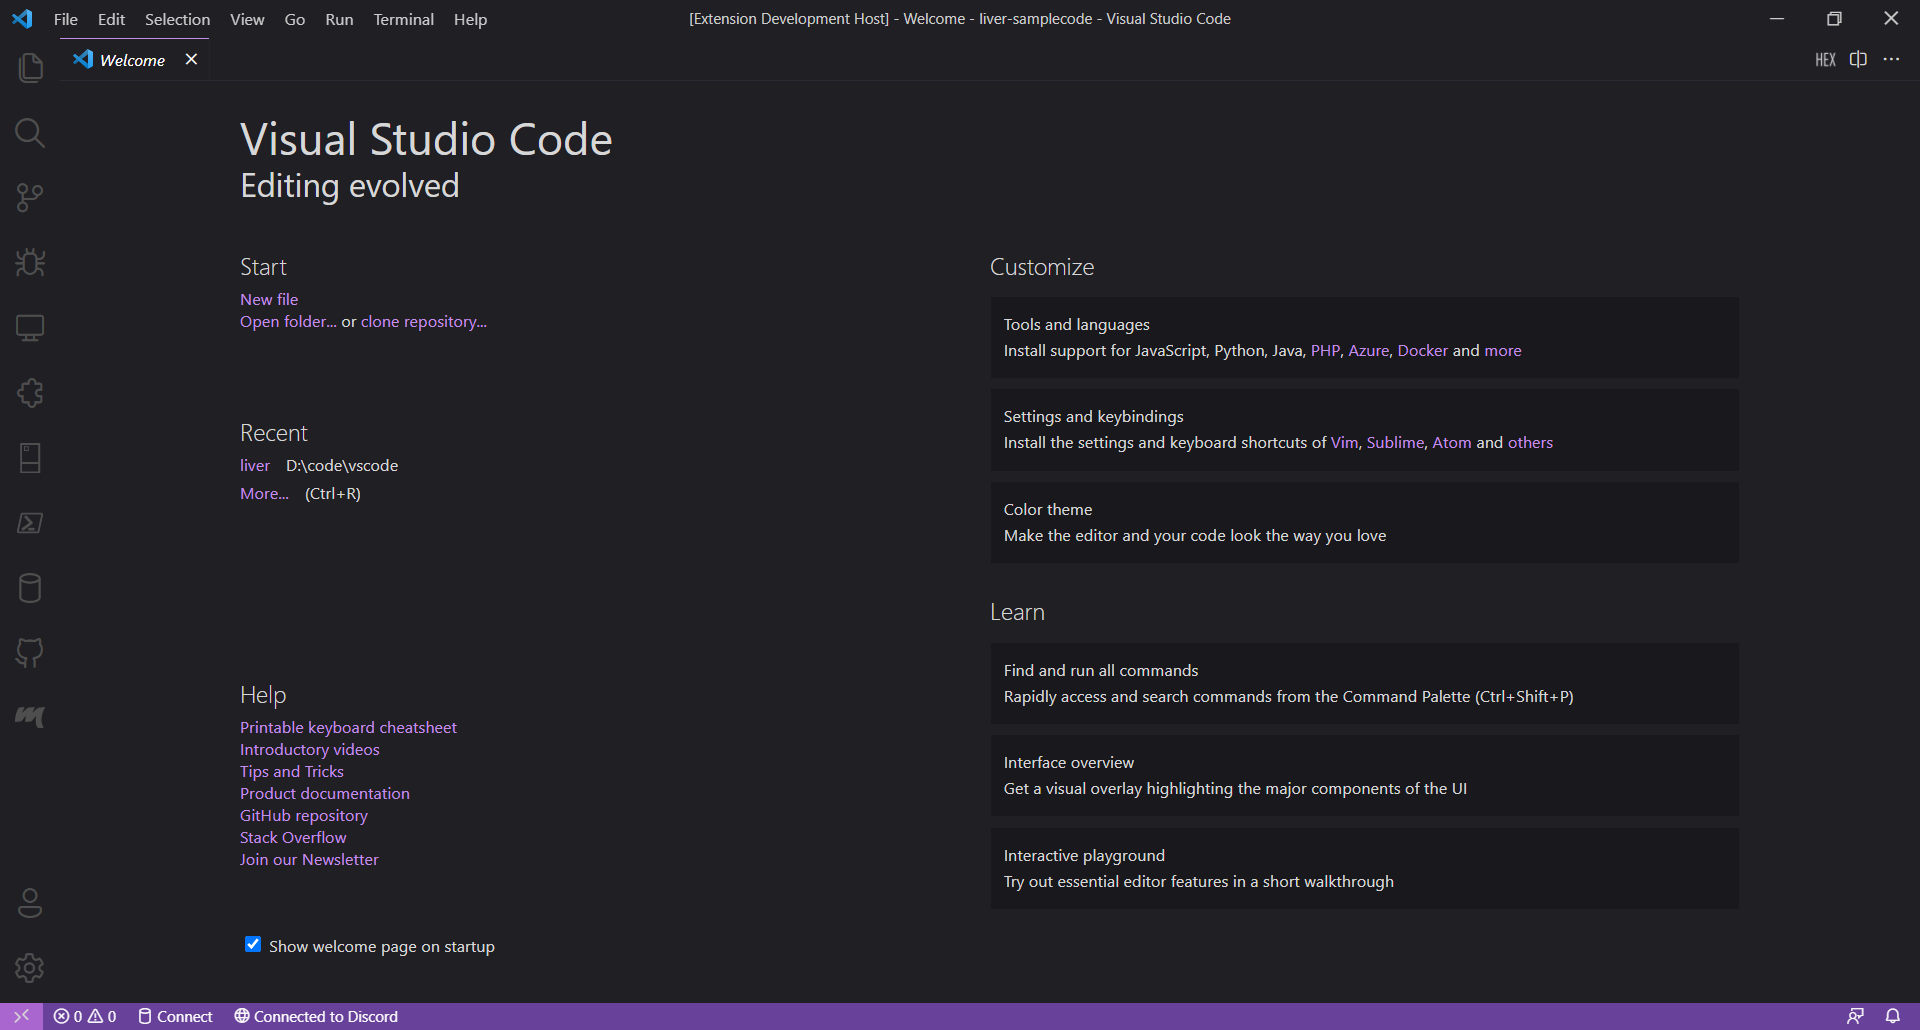 File Edit Selection View Go Run Terminal Help
[Extension Development Host] - Welcome - liver-samplecode - Visual Studio Code
Welcome
HEX
Visual Studio Code
Editing evolved
Start
New file
Open folder... or clone repository...
Recent
liver D:\code\vscode
More... (Ctrl+R)
Help
Printable keyboard cheatsheet
Introductory videos
Tips and Tricks
Product documentation
GitHub repository
Stack Overflow
Join our Newsletter
Show welcome page on startup
Customize
Tools and languages
Install support for JavaScript, Python, Java, PHP, Azure, Docker and more
Settings and keybindings
Install the settings and keyboard shortcuts of Vim, Sublime, Atom and others
Color theme
Make the editor and your code look the way you love
Learn
Find and run all commands
Rapidly access and search commands from the Command Palette (Ctrl+Shift+P)
Interface overview
Get a visual overlay highlighting the major components of the UI
Interactive playground
Try out essential editor features in a short walkthrough
0 0 Connect Connected to Discord